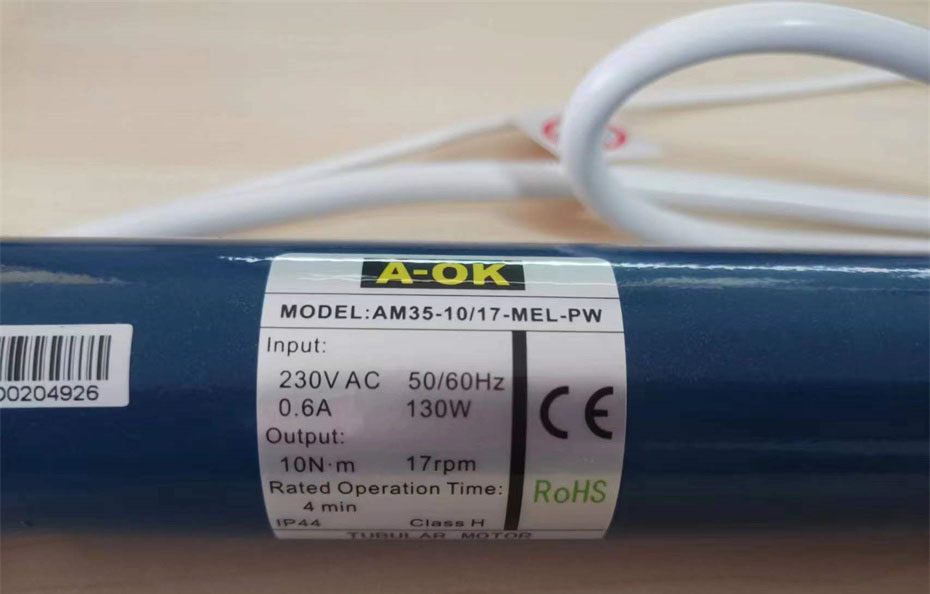 A-OK
MODEL:AM35-10/17-MEL-PW
Input:
230V AC 50/60Hz
0.6A 130W
Output:
10N·m 17rpm
Rated Operation Time:
4 min
IP44 Class H
TUBULAR MOTOR
CE
RoHS
00204926